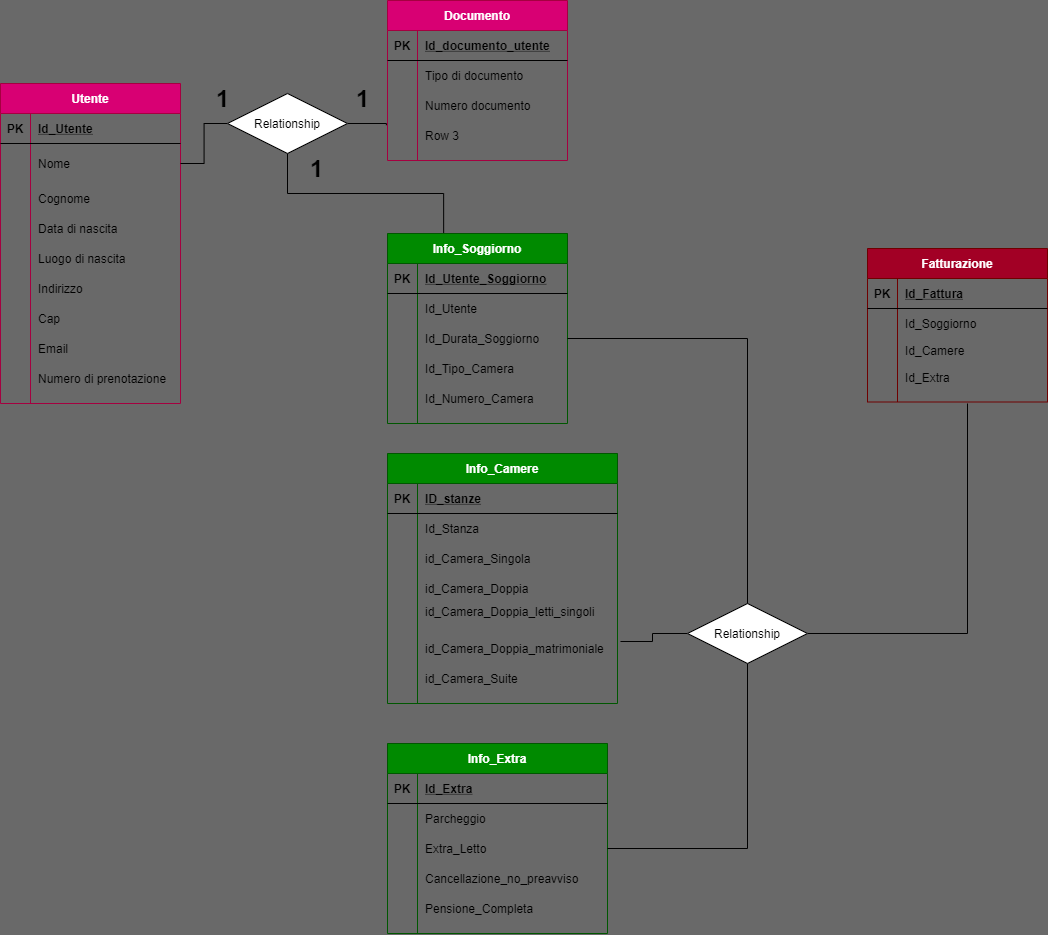 Documento
PK Id_documento_utente
Tipo di documento
Numero documento
Row 3
Utente
PK Id_Utente
Nome
Cognome
Data di nascita
Luogo di nascita
Indirizzo
Cap
Email
Numero di prenotazione
1
Relationship
1
1
Info_Soggiorno
PK Id_Utente_Soggiorno
Id_Utente
Id_Durata_Soggiorno
Id_Tipo_Camera
Id_Numero_Camera
Fatturazione
PK Id_Fattura
Id_Soggiorno
Id_Camere
Id_Extra
Info_Camere
PK ID_stanze
Id_Stanza
id_Camera_Singola
id_Camera_Doppia
id_Camera_Doppia_letti_singoli
id_Camera_Doppia_matrimoniale
id_Camera_Suite
Relationship
Info_Extra
PK Id_Extra
Parcheggio
Extra_Letto
Cancellazione_no_preavviso
Pensione_Completa